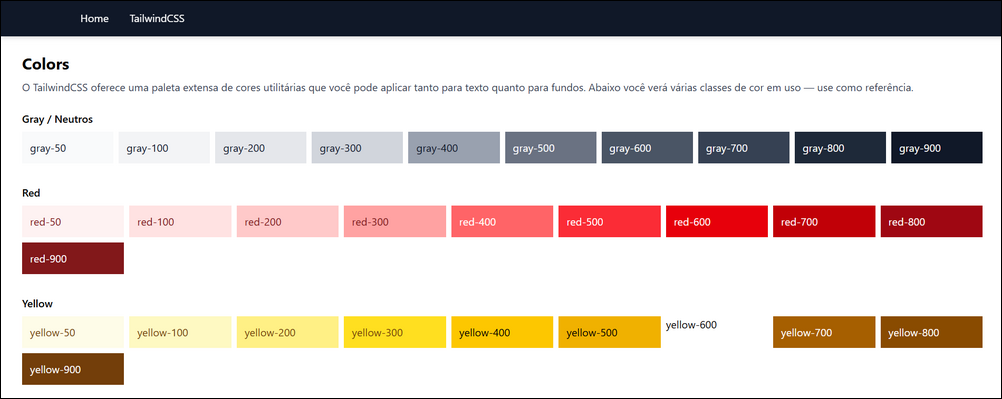 Home TailwindCSS
Colors
O TailwindCSS oferece uma paleta extensa de cores utilitárias que você pode aplicar tanto para texto quanto para fundos. Abaixo você verá várias classes de cor em uso — use como referência.
Gray / Neutros
gray-50 gray-100 gray-200 gray-300 gray-400 gray-500 gray-600 gray-700 gray-800 gray-900
Red
red-50 red-100 red-200 red-300 red-400 red-500 red-600 red-700 red-800
red-900
Yellow
yellow-50 yellow-100 yellow-200 yellow-300 yellow-400 yellow-500 yellow-600 yellow-700 yellow-800
yellow-900